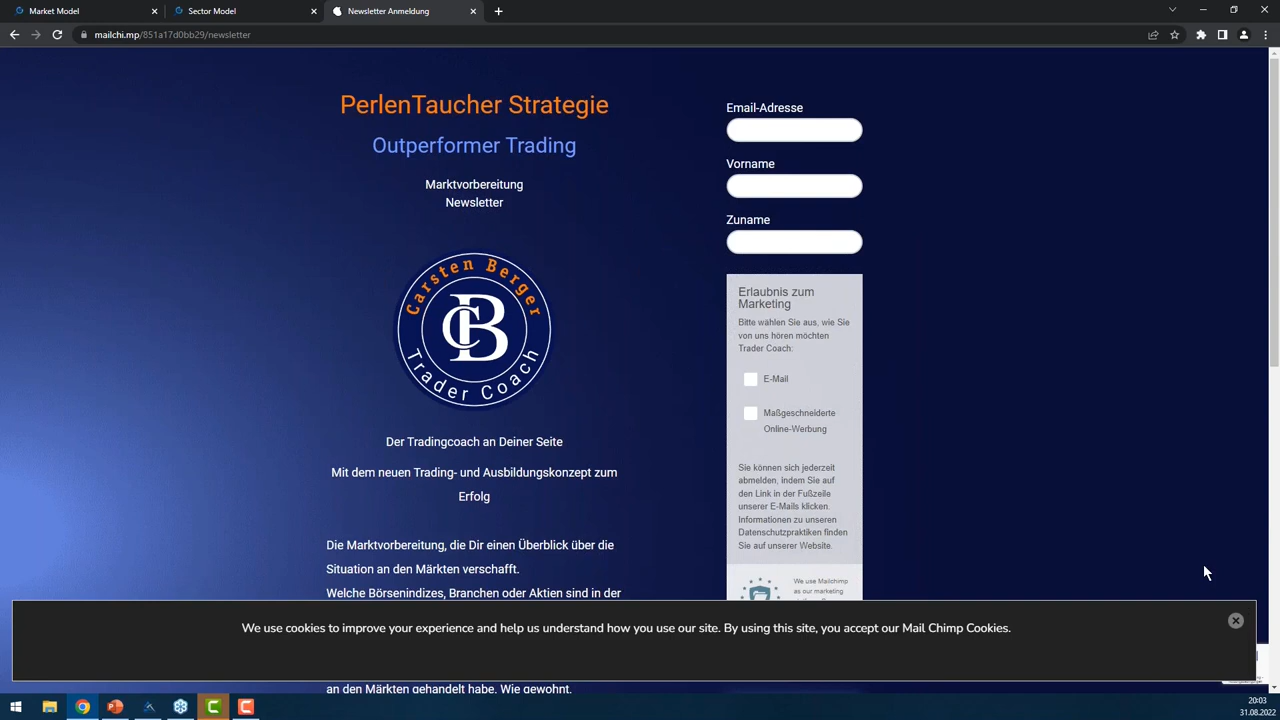 Market Model
Sector Model
Newsletter Anmeldung
mailchi.mp/851a17d0bb29/newsletter
PerlenTaucher Strategie
Outperformer Trading
Marktvorbereitung
Newsletter
Carsten Berger
CB
Trader Coach
Der Tradingcoach an Deiner Seite
Mit dem neuen Trading- und Ausbildungskonzept zum
Erfolg
Die Marktvorbereitung, die Dir einen Überblick über die
Situation an den Märkten verschafft.
Welche Börsenindizes, Branchen oder Aktien sind in der
an den Märkten gehandelt habe. Wie gewohnt.
Email-Adresse
Vorname
Zuname
Erlaubnis zum
Marketing
Bitte wählen Sie aus, wie Sie
von uns hören möchten
Trader Coach:
E-Mail
Maßgeschneiderte
Online-Werbung
Sie können sich jederzeit
abmelden, indem Sie auf
den Link in der Fußzeile
unserer E-Mails klicken.
Informationen zu unseren
Datenschutzpraktiken finden
Sie auf unserer Website.
We use Mailchimp
as our marketing
We use cookies to improve your experience and help us understand how you use our site. By using this site, you accept our Mail Chimp Cookies.
20:03
31.08.2022